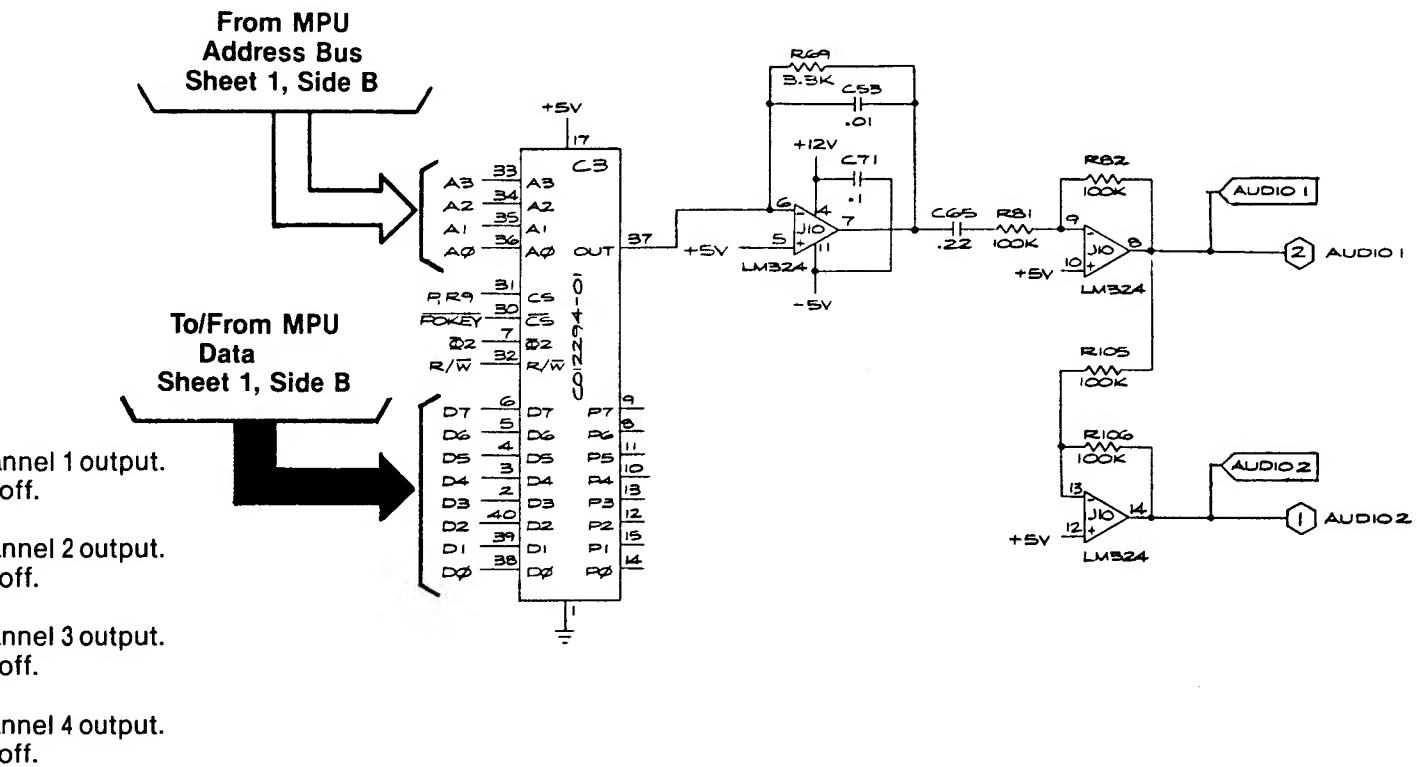 From MPU
Address Bus
Sheet 1, Side B
To/From MPU
Data
Sheet 1, Side B
annel 1 output.
off.
annel 2 output.
off.
annel 3 output.
off.
annel 4 output.
off.
+5V
17
C3
A3 33 A3
A2 34 A2
A1 35 A1
AØ 36 AØ
OUT 37
P,R9 31 CS
P̅O̅K̅E̅Y̅ 30 C̅S̅
Φ2 7 Φ2
R/W̅ 32 R/W̅
CO12294-01
D7 6 D7
D6 5 D6
D5 4 D5
D4 3 D4
D3 2 D3
D2 40 D2
D1 39 D1
DØ 38 DØ
P7 9
P6 8
P5 11
P4 10
P3 13
P2 12
P1 15
PØ 14
1
R69
3.3K
C53
.01
+12V
C71
.1
6 -
4
J10
7
+5V 5 +
11
LM324
-5V
C65
.22
R81
100K
R82
100K
9 -
J10
8
+5V 10 +
LM324
AUDIO 1
2 AUDIO 1
R105
100K
R106
100K
13 -
J10
14
+5V 12 +
LM324
AUDIO 2
1 AUDIO 2